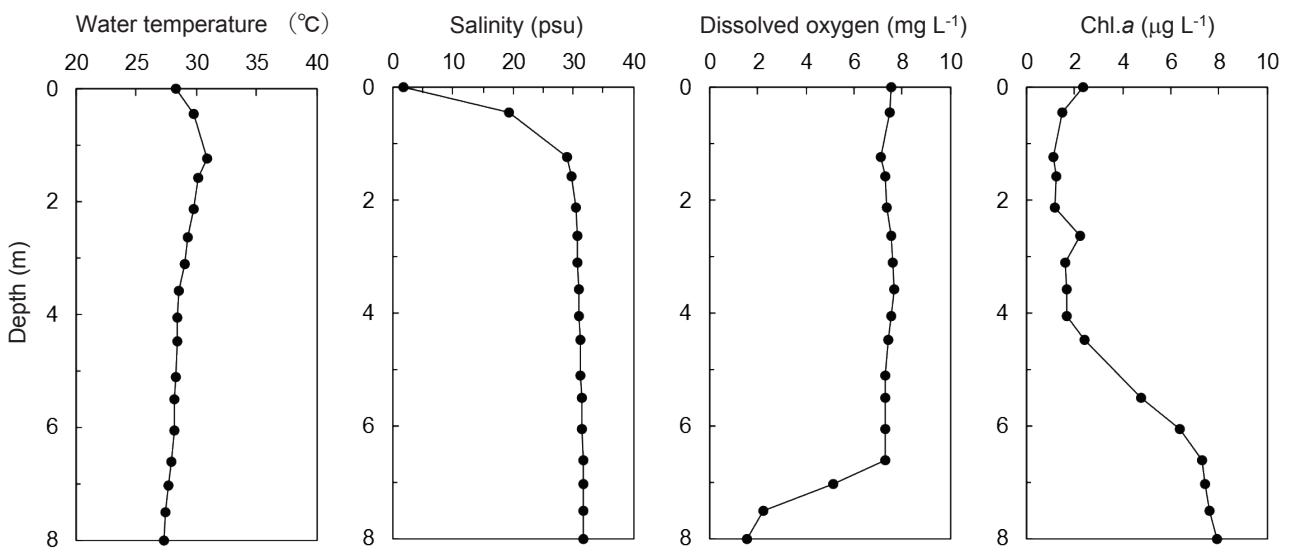 Water temperature （℃）
20 25 30 35 40
Salinity (psu)
0 10 20 30 40
Dissolved oxygen (mg L-1)
0 2 4 6 8 10
Chl.a (μg L-1)
0 2 4 6 8 10
Depth (m)
0
2
4
6
8
0
2
4
6
8
0
2
4
6
8
0
2
4
6
8